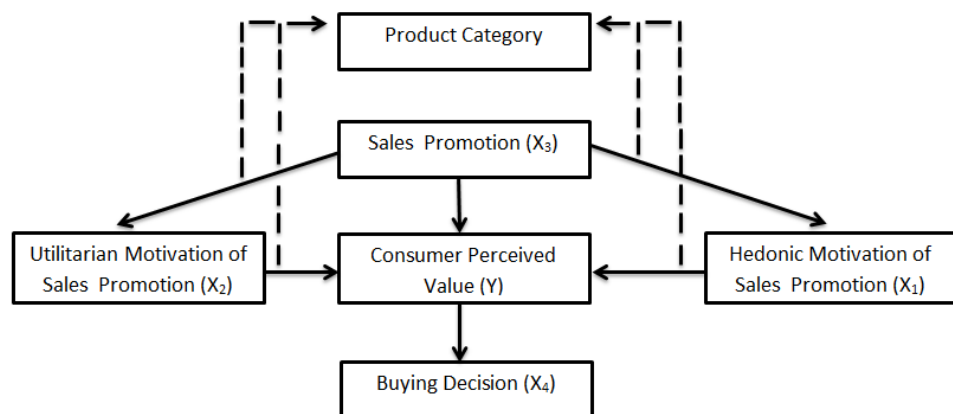 Product Category
Sales Promotion (X₃)
Utilitarian Motivation of
Sales Promotion (X₂)
Consumer Perceived
Value (Y)
Hedonic Motivation of
Sales Promotion (X₁)
Buying Decision (X₄)